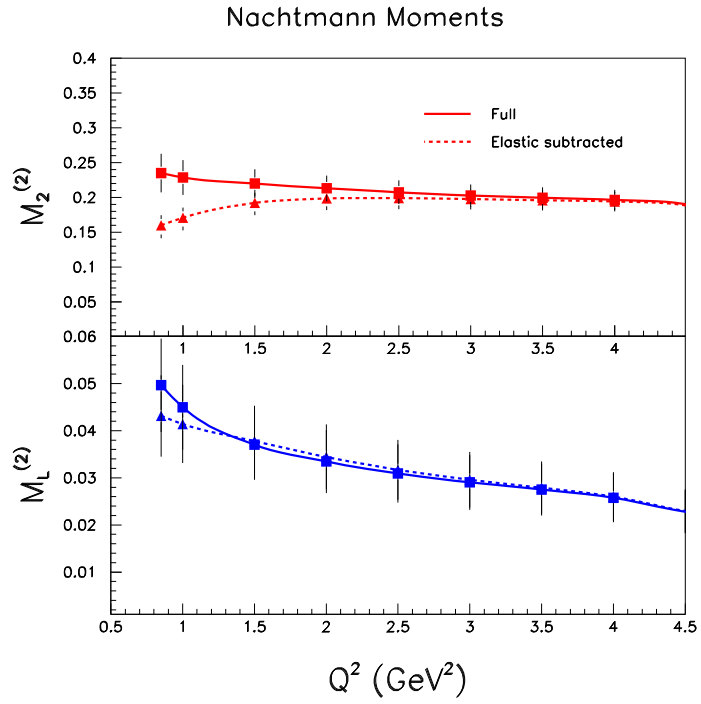 Nachtmann Moments
0.4
0.35
0.3
0.25
0.2
0.15
0.1
0.05
M₂⁽²⁾
Full
Elastic subtracted
0.06
1 1.5 2 2.5 3 3.5 4
0.05
0.04
0.03
0.02
0.01
M_L⁽²⁾
0.5 1 1.5 2 2.5 3 3.5 4 4.5
Q² (GeV²)